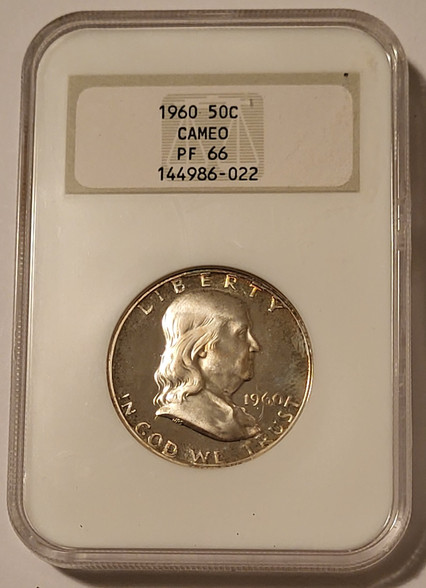 1960 50C
CAMEO
PF 66
144986-022
LIBERTY
1960
IN GOD WE TRUST